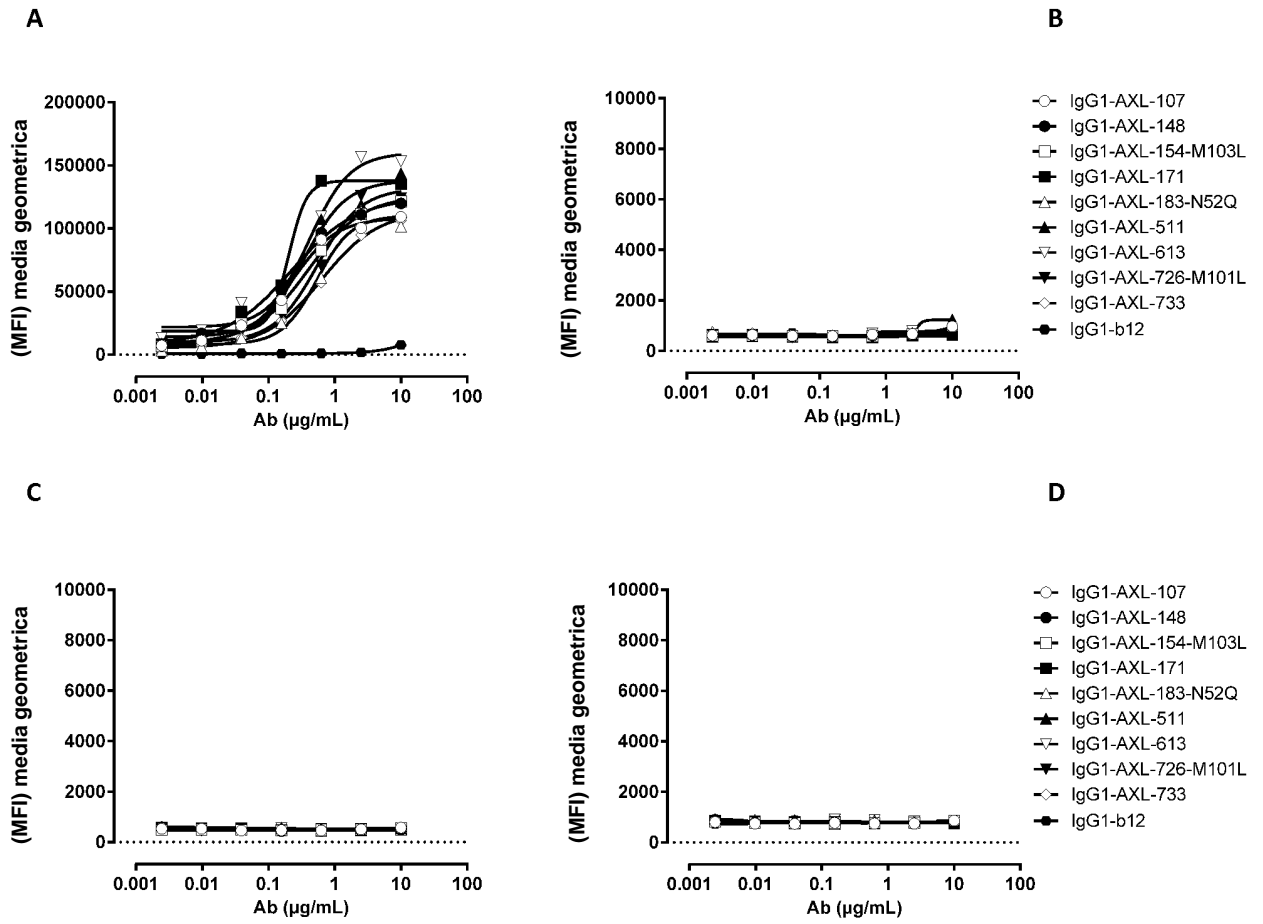 A
B
(MFI) media geometrica
200000
150000
100000
50000
0
0.001 0.01 0.1 1 10 100
Ab (µg/mL)
(MFI) media geometrica
10000
8000
6000
4000
2000
0
0.001 0.01 0.1 1 10 100
Ab (µg/mL)
IgG1-AXL-107
IgG1-AXL-148
IgG1-AXL-154-M103L
IgG1-AXL-171
IgG1-AXL-183-N52Q
IgG1-AXL-511
IgG1-AXL-613
IgG1-AXL-726-M101L
IgG1-AXL-733
IgG1-b12
C
D
(MFI) media geometrica
10000
8000
6000
4000
2000
0
0.001 0.01 0.1 1 10 100
Ab (µg/mL)
(MFI) media geometrica
10000
8000
6000
4000
2000
0
0.001 0.01 0.1 1 10 100
Ab (µg/mL)
IgG1-AXL-107
IgG1-AXL-148
IgG1-AXL-154-M103L
IgG1-AXL-171
IgG1-AXL-183-N52Q
IgG1-AXL-511
IgG1-AXL-613
IgG1-AXL-726-M101L
IgG1-AXL-733
IgG1-b12